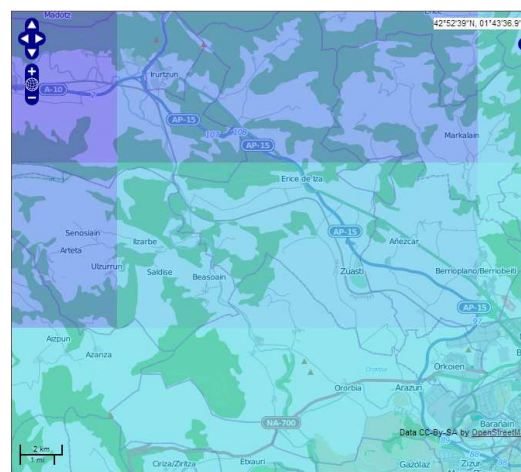 Madotz
42°52'39"N, 01°43'36.9"
Irurtzun
A-10
AP-15
107
108
AP-15
Markalain
Erice de Iza
Senosiain
Arteta
Ulzurrun
Izarbe
AP-15
Añezcar
Saldise
Beasoain
Zuasti
Berrioplano/Berriobeiti
AP-15
Aizpun
Azanza
Orkoien
Ororbia
Arazuri
NA-700
Barañain
Data CC-By-SA by OpenStreetM
2 km
1 mi
Ciriza/Ziritza
Etxauri
Gazolaz
Zizur